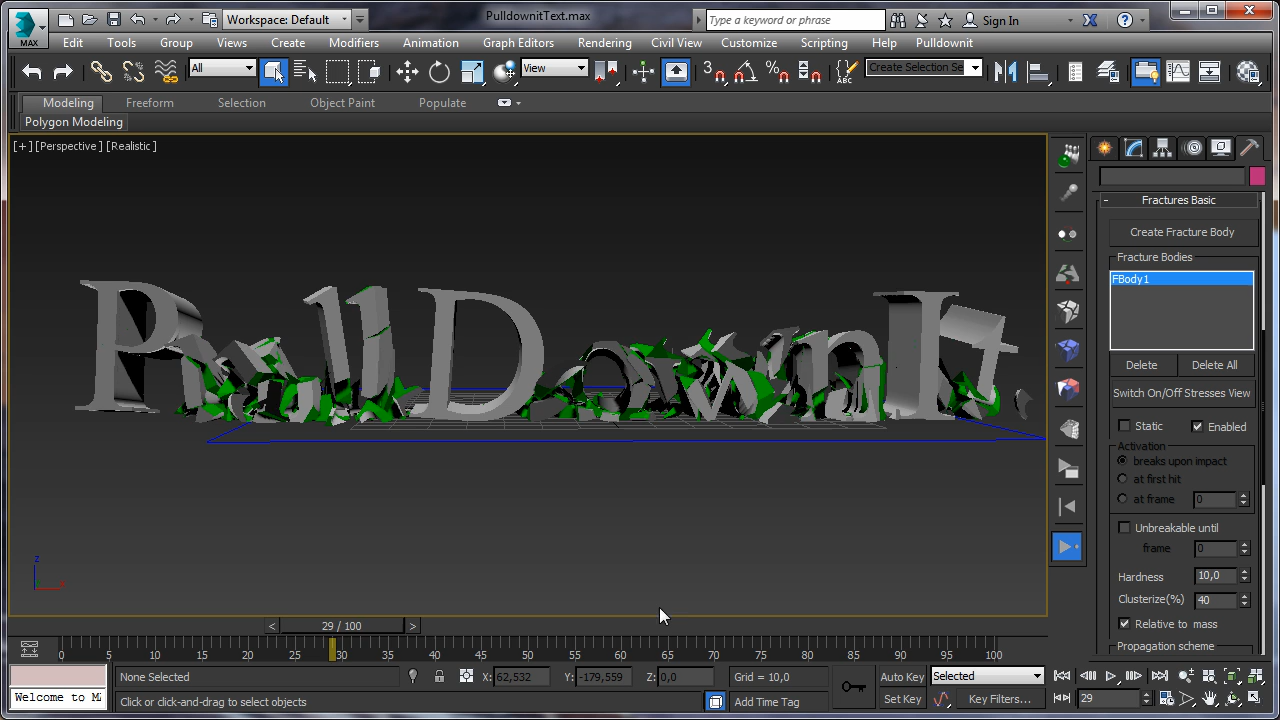 Workspace: Default
PulldownitText.max
Type a keyword or phrase
Sign In
MAX
Edit Tools Group Views Create Modifiers Animation Graph Editors Rendering Civil View Customize Scripting Help Pulldownit
All
View
3
ABC
Create Selection Se
Modeling Freeform Selection Object Paint Populate
Polygon Modeling
[+] [Perspective] [Realistic]
PullDownIt.
z
Fractures Basic
Create Fracture Body
Fracture Bodies
FBody1
Delete Delete All
Switch On/Off Stresses View
Static Enabled
Activation
breaks upon impact
at first hit
at frame 0
Unbreakable until
frame 0
Hardness 10,0
Clusterize(%) 40
Relative to mass
Propagation scheme
< 29 / 100 >
0 5 10 15 20 25 30 35 40 45 50 55 60 65 70 75 80 85 90 95 100
None Selected X: 62,532 Y: -179,559 Z: 0,0 Grid = 10,0 Auto Key Selected
Welcome to MA
Click or click-and-drag to select objects Add Time Tag Set Key Key Filters... 29